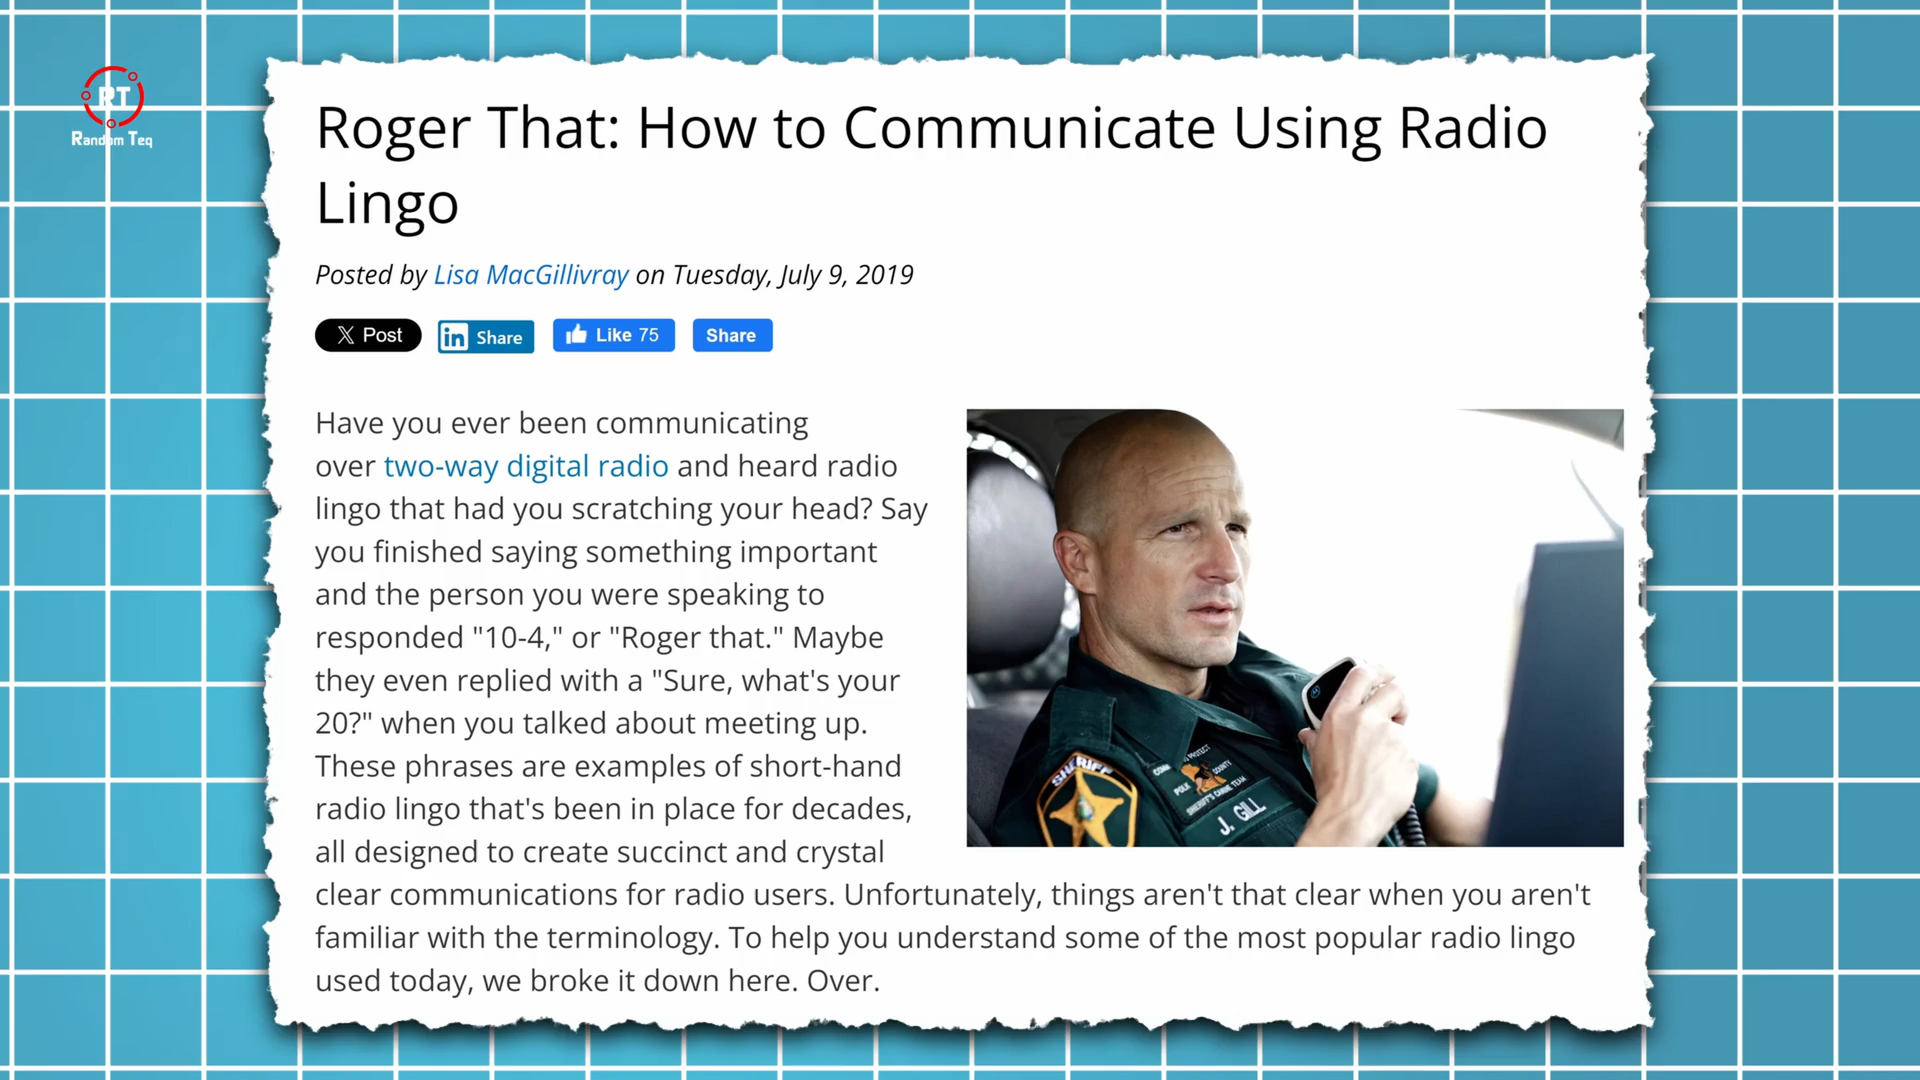 RT
Random Teq
Roger That: How to Communicate Using Radio
Lingo
Posted by Lisa MacGillivray on Tuesday, July 9, 2019
X Post
in Share
Like 75
Share
Have you ever been communicating
over two-way digital radio and heard radio
lingo that had you scratching your head? Say
you finished saying something important
and the person you were speaking to
responded "10-4," or "Roger that." Maybe
they even replied with a "Sure, what's your
20?" when you talked about meeting up.
These phrases are examples of short-hand
radio lingo that's been in place for decades,
all designed to create succinct and crystal
clear communications for radio users. Unfortunately, things aren't that clear when you aren't
familiar with the terminology. To help you understand some of the most popular radio lingo
used today, we broke it down here. Over.
SHERIFF
PROTECT
COUNTY
POLK
SHERIFF'S CANINE TEAM
J. GILL